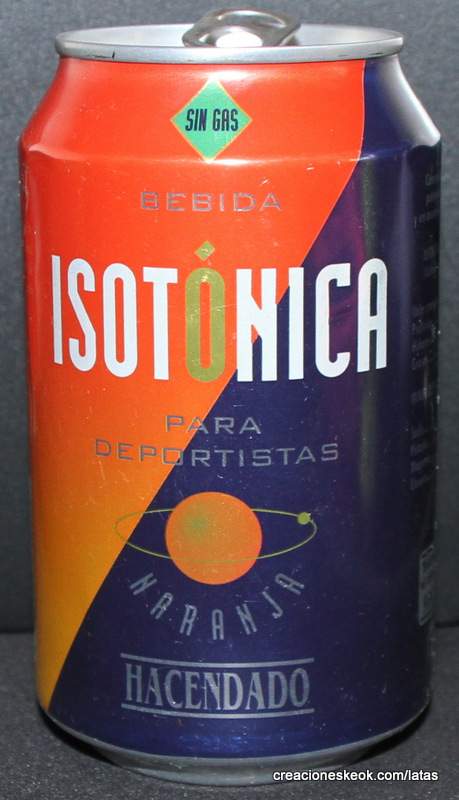 SIN GAS
BEBIDA
ISOTÓNICA
PARA
DEPORTISTAS
NARANJA
HACENDADO
creacioneskeok.com/latas